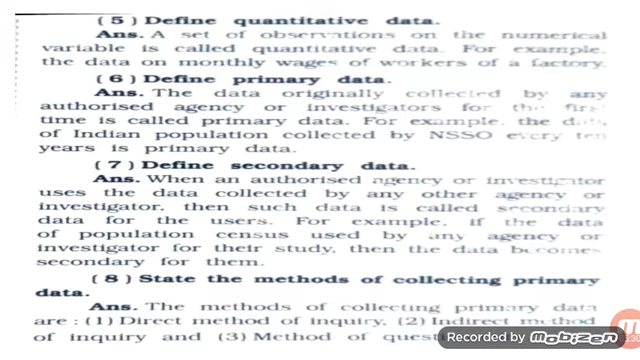 (5) Define quantitative data.
Ans. A set of observations on the numerical
variable is called quantitative data. For example,
the data on monthly wages of workers of a factory.
(6) Define primary data.
Ans. The data originally collected by any
authorised agency or investigators for the first
time is called primary data. For example, the data
of Indian population collected by NSSO every ten
years is primary data.
(7) Define secondary data.
Ans. When an authorised agency or investigator
uses the data collected by any other agency or
investigator, then such data is called secondary
data for the users. For example, if the data
of population census used by any agency or
investigator for their study, then the data becomes
secondary for them.
(8) State the methods of collecting primary
data.
Ans. The methods of collecting primary data
are : (1) Direct method of inquiry, (2) Indirect method
of inquiry and (3) Method of
Recorded by Mobizen